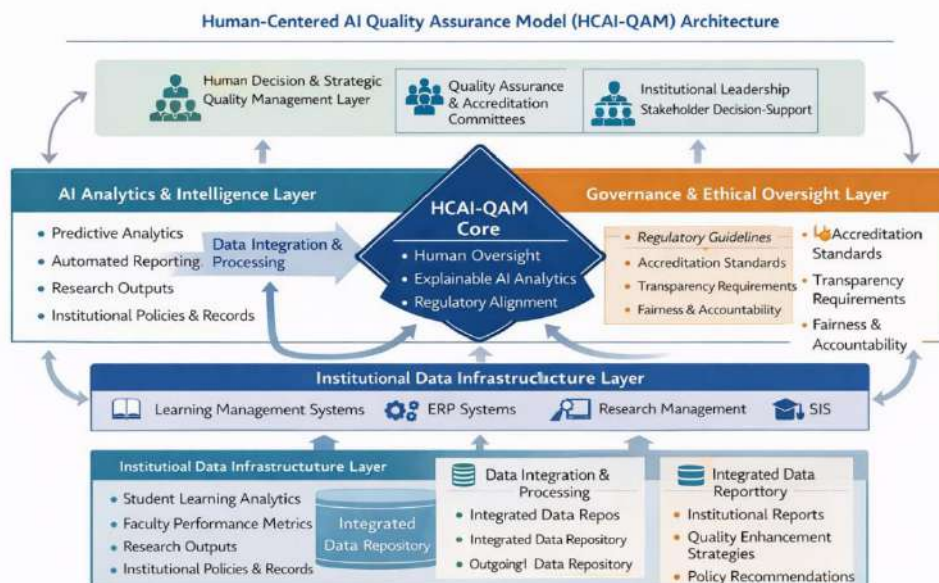 Human-Centered AI Quality Assurance Model (HCAI-QAM) Architecture
Human Decision & Strategic
Quality Management Layer
Quality Assurance
& Accreditation
Committees
Institutional Leadership
Stakeholder Decision-Support
AI Analytics & Intelligence Layer
• Predictive Analytics
• Automated Reporting.
• Research Outputs
• Institutional Policies & Records
Data Integration &
Processing
HCAI-QAM
Core
• Human Oversight
• Explainable AI Analytics
• Regulatory Alignment
Governance & Ethical Oversight Layer
• Regulatory Guidelines
• Accreditation Standards
• Transparency Requirements
• Fairness & Accountability
• Accreditation
Standards
• Transparency
Requirements
• Fairness &
Accountability
Institutional Data Infrastructure Layer
Learning Management Systems
ERP Systems
Research Management
SIS
Institutioial Data Infrastructuture Layer
• Student Learning Analytics
• Faculty Performance Metrics
• Research Outputs
• Institutional Policies & Records
Integrated
Data Repository
Data Integration &
Processing
• Integrated Data Repos
• Integrated Data Repository
• Outgoing1 Data Repository
Integrated Data
Reporttory
• Institutional Reports
• Quality Enhancement
Strategies
• Policy Recommendations